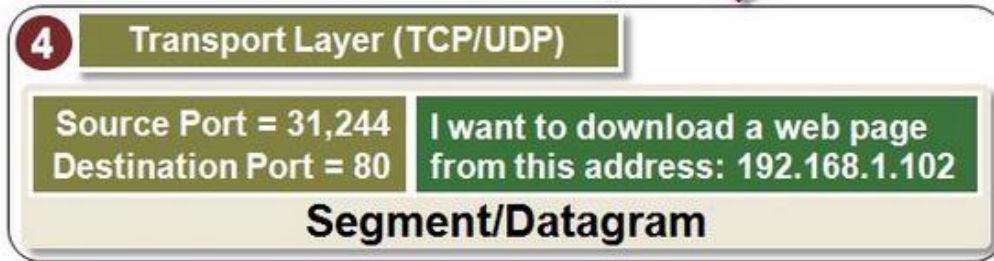 4 Transport Layer (TCP/UDP)
Source Port = 31,244
Destination Port = 80
I want to download a web page
from this address: 192.168.1.102
Segment/Datagram